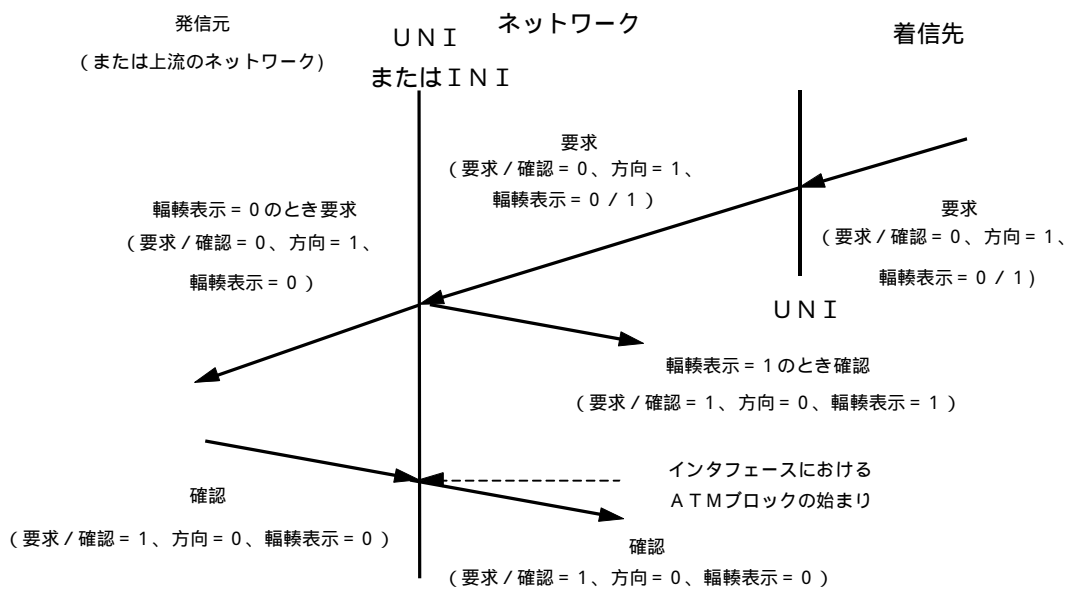 発信元
(または上流のネットワーク)
UNI
またはINI
ネットワーク
着信先
要求
(要求/確認=0、方向=1、
輻輳表示=0/1)
輻輳表示=0のとき要求
(要求/確認=0、方向=1、
輻輳表示=0)
要求
(要求/確認=0、方向=1、
輻輳表示=0/1)
UNI
輻輳表示=1のとき確認
(要求/確認=1、方向=0、輻輳表示=1)
インタフェースにおける
ATMブロックの始まり
確認
(要求/確認=1、方向=0、輻輳表示=0)
確認
(要求/確認=1、方向=0、輻輳表示=0)